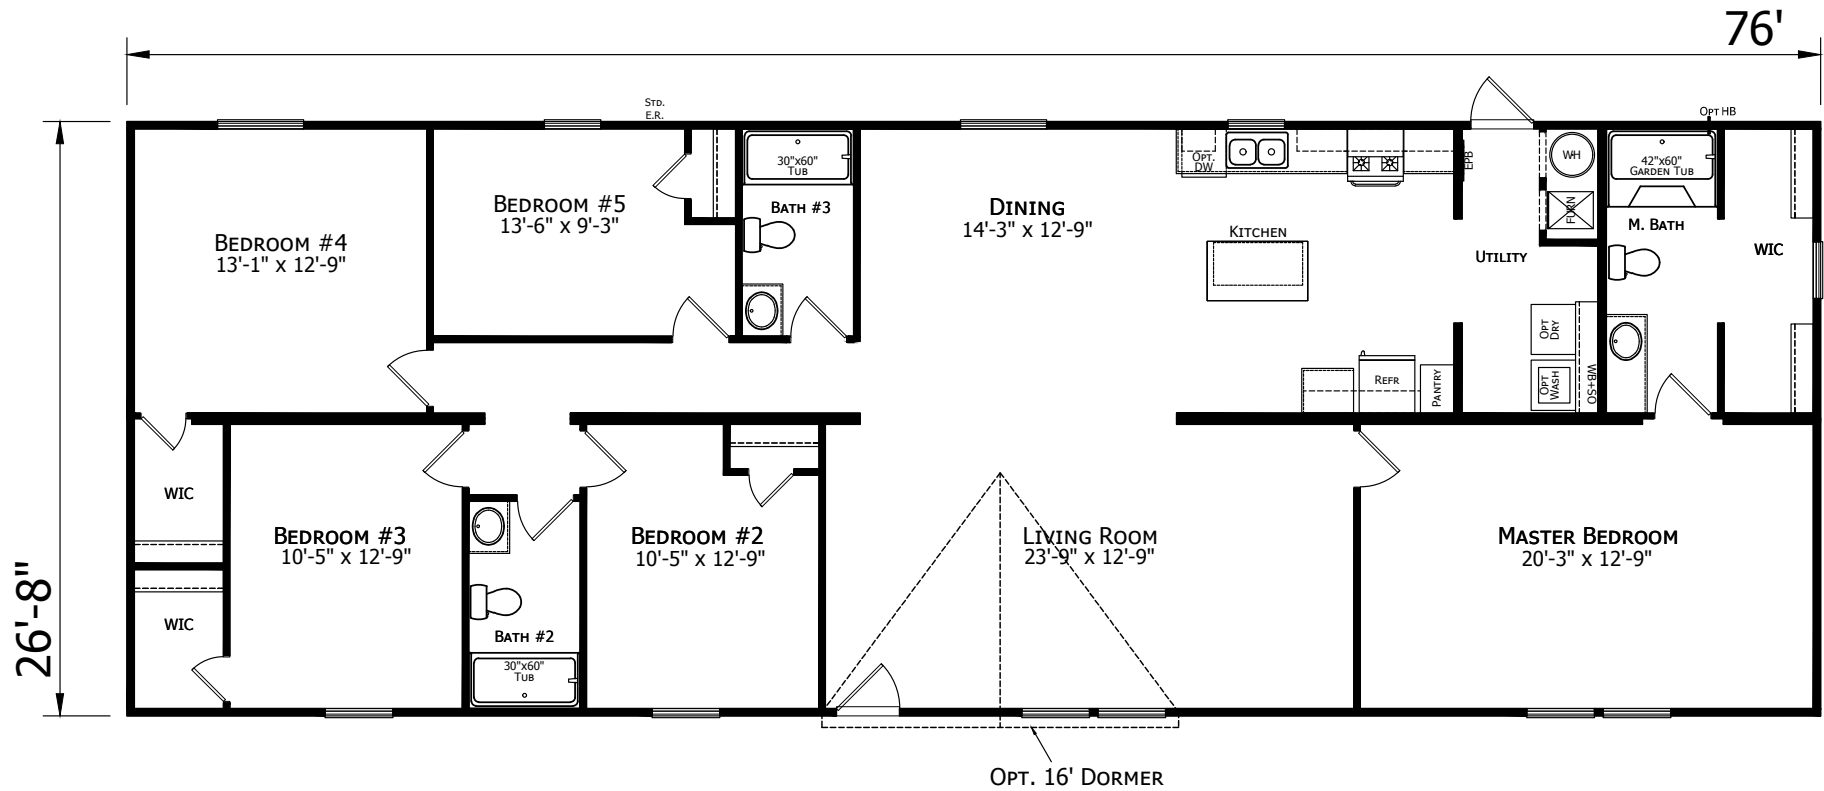 76'
STD.
E.R.
OPT HB
30"x60"
TUB
OPT.
DW
EPB
WH
42"x60"
GARDEN TUB
BEDROOM #5
13'-6" x 9'-3"
BATH #3
DINING
14'-3" x 12'-9"
FURN
M. BATH
BEDROOM #4
13'-1" x 12'-9"
KITCHEN
UTILITY
WIC
OPT
DRY
REFR
PANTRY
OPT
WASH
WB+SO
WIC
BEDROOM #3
10'-5" x 12'-9"
BEDROOM #2
10'-5" x 12'-9"
LIVING ROOM
23'-9" x 12'-9"
MASTER BEDROOM
20'-3" x 12'-9"
26'-8"
WIC
BATH #2
30"x60"
TUB
OPT. 16' DORMER